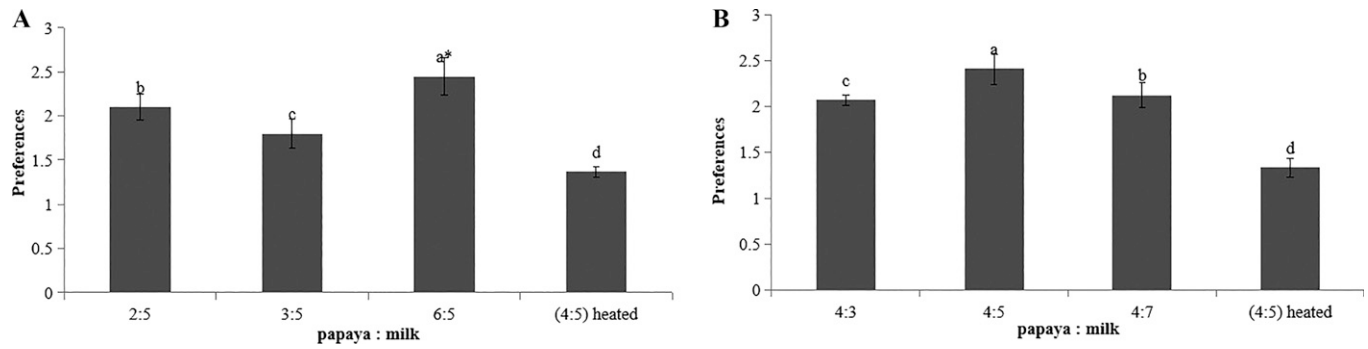 A
3
2.5
2
1.5
1
0.5
0
Preferences
b
c
a*
d
2:5
3:5
6:5
(4:5) heated
papaya : milk
B
3
2.5
2
1.5
1
0.5
0
Preferences
c
a
b
d
4:3
4:5
4:7
(4:5) heated
papaya : milk